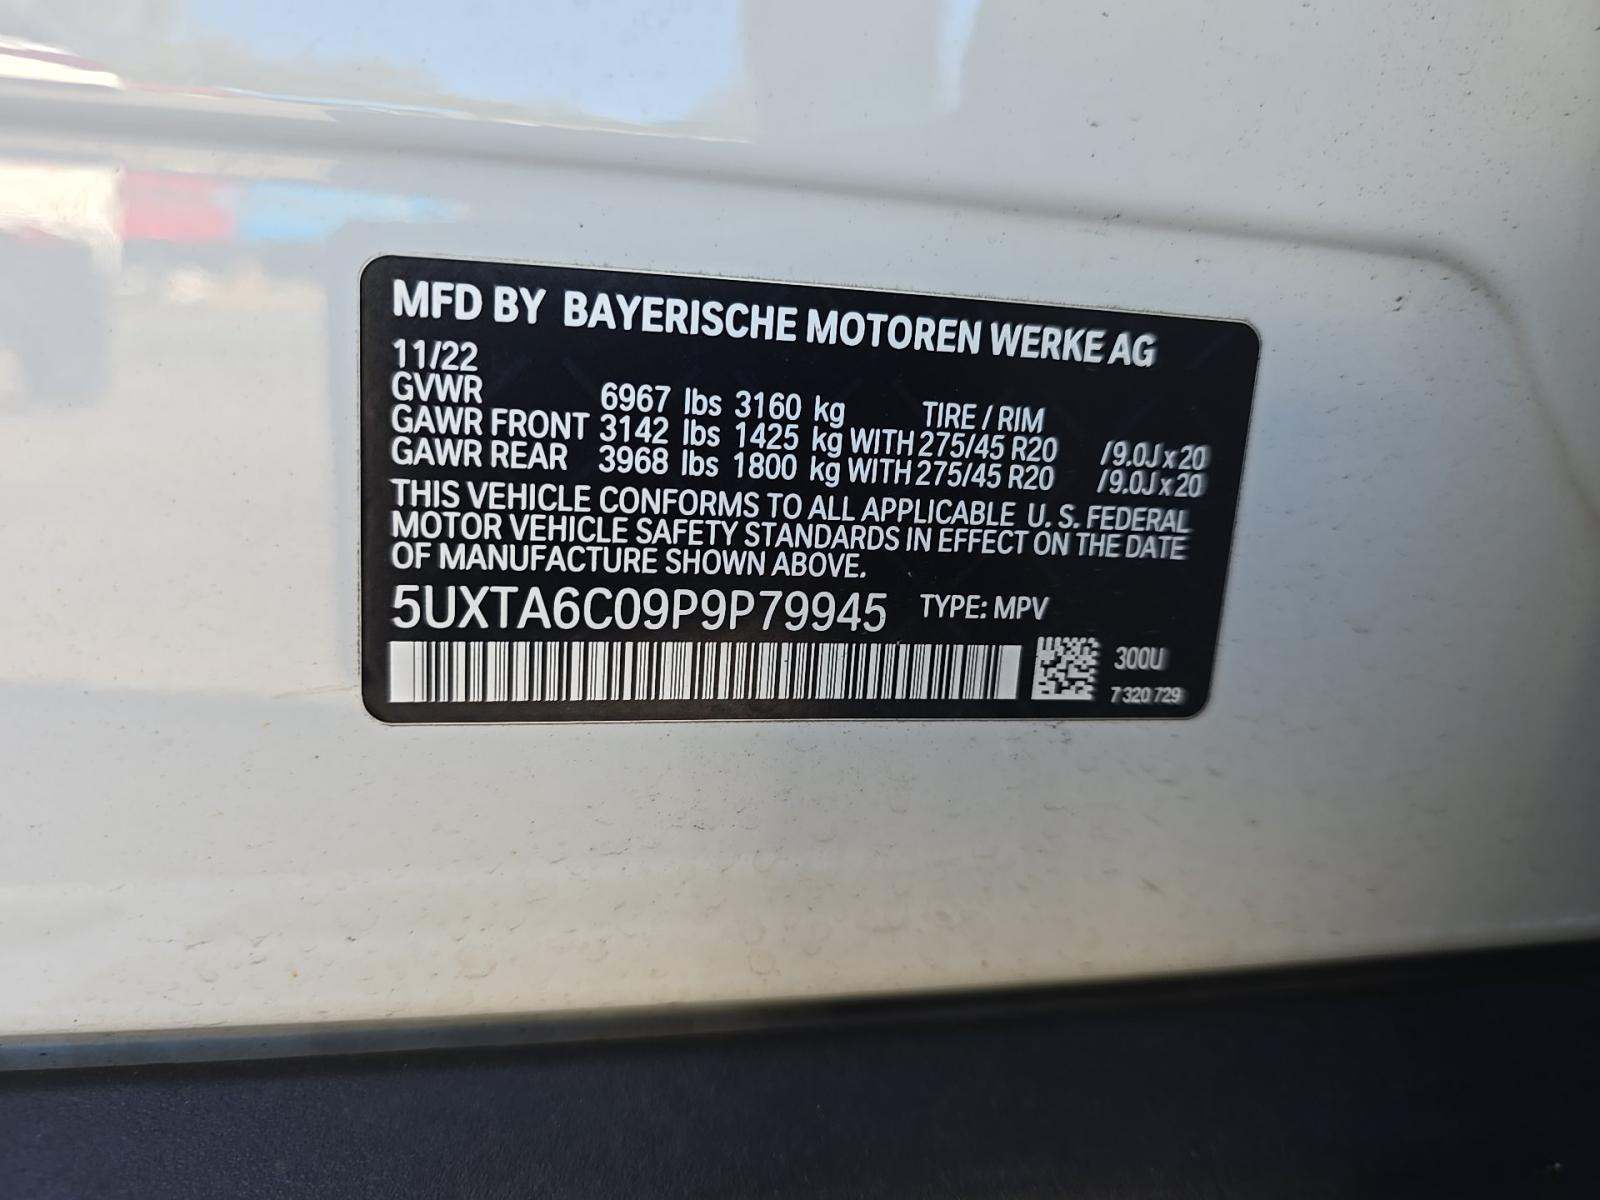 MFD BY BAYERISCHE MOTOREN WERKE AG
11/22
GVWR 6967 lbs 3160 kg TIRE / RIM
GAWR FRONT 3142 lbs 1425 kg WITH 275/45 R20 /9.0J x 20
GAWR REAR 3968 lbs 1800 kg WITH 275/45 R20 /9.0J x 20
THIS VEHICLE CONFORMS TO ALL APPLICABLE U. S. FEDERAL
MOTOR VEHICLE SAFETY STANDARDS IN EFFECT ON THE DATE
OF MANUFACTURE SHOWN ABOVE.
5UXTA6C09P9P79945 TYPE: MPV
300U
7 320 729